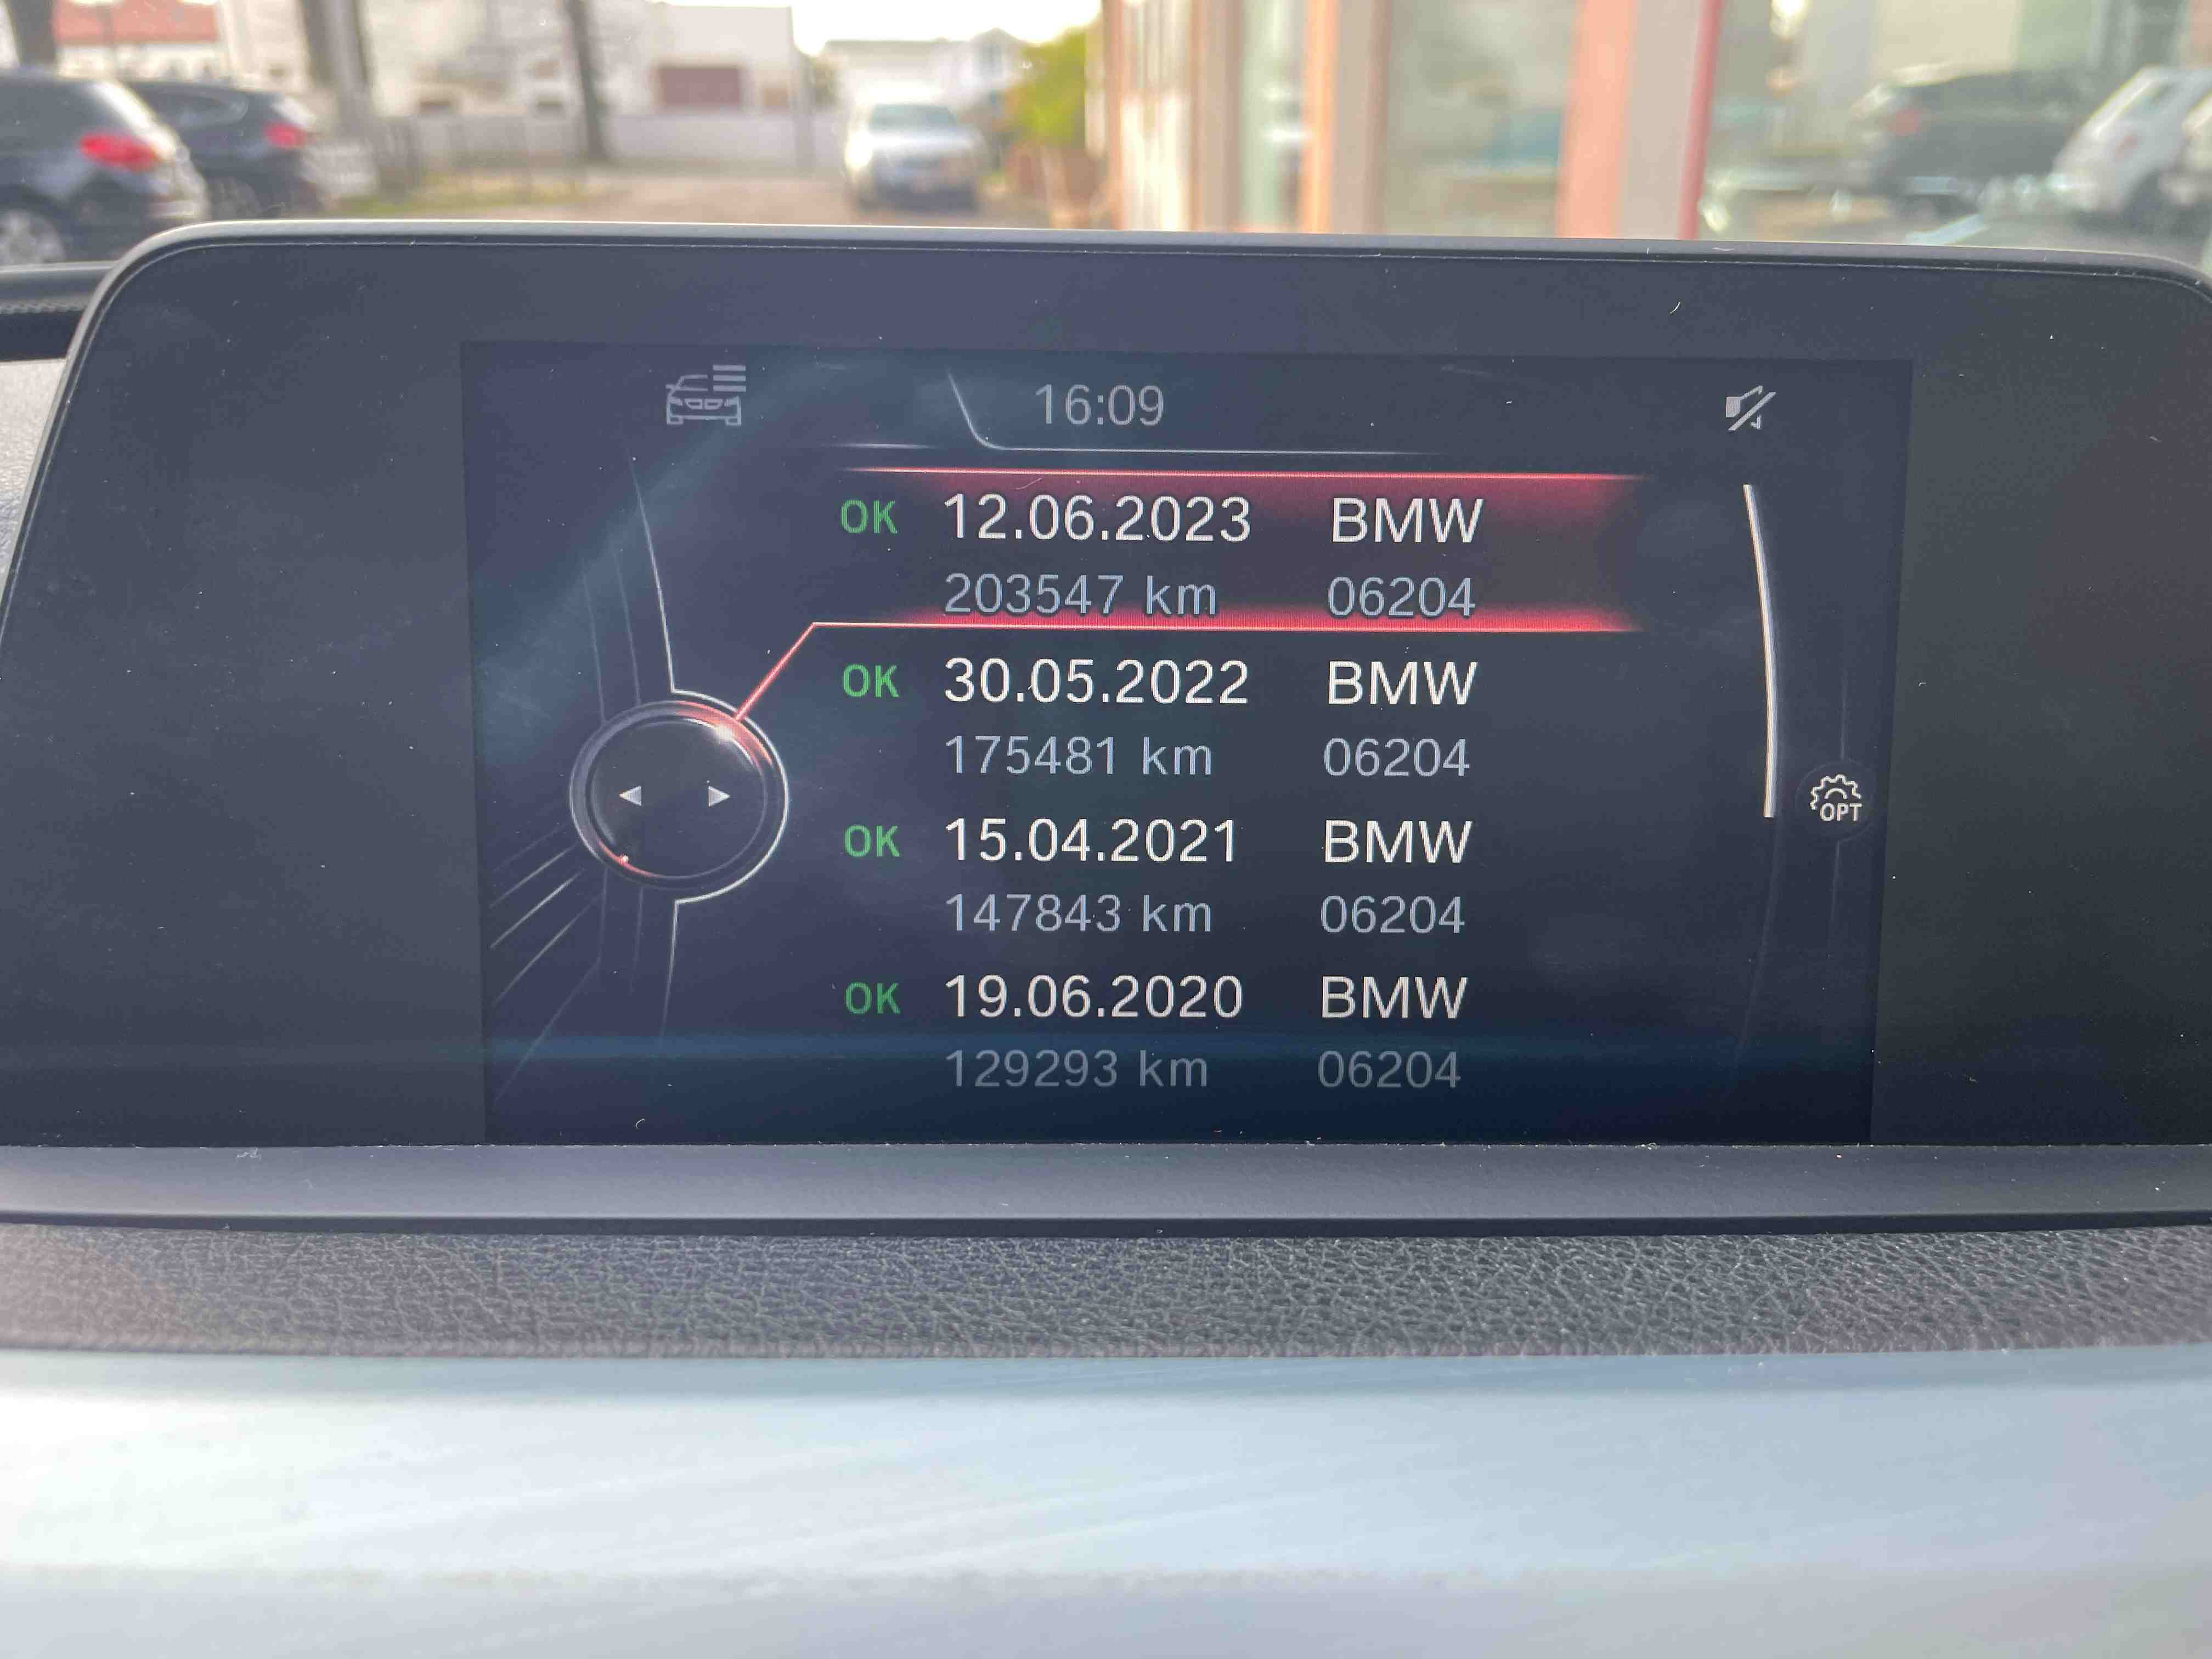 16:09
OK 12.06.2023 BMW
203547 km 06204
OK 30.05.2022 BMW
175481 km 06204
OK 15.04.2021 BMW
147843 km 06204
OPT
OK 19.06.2020 BMW
129293 km 06204